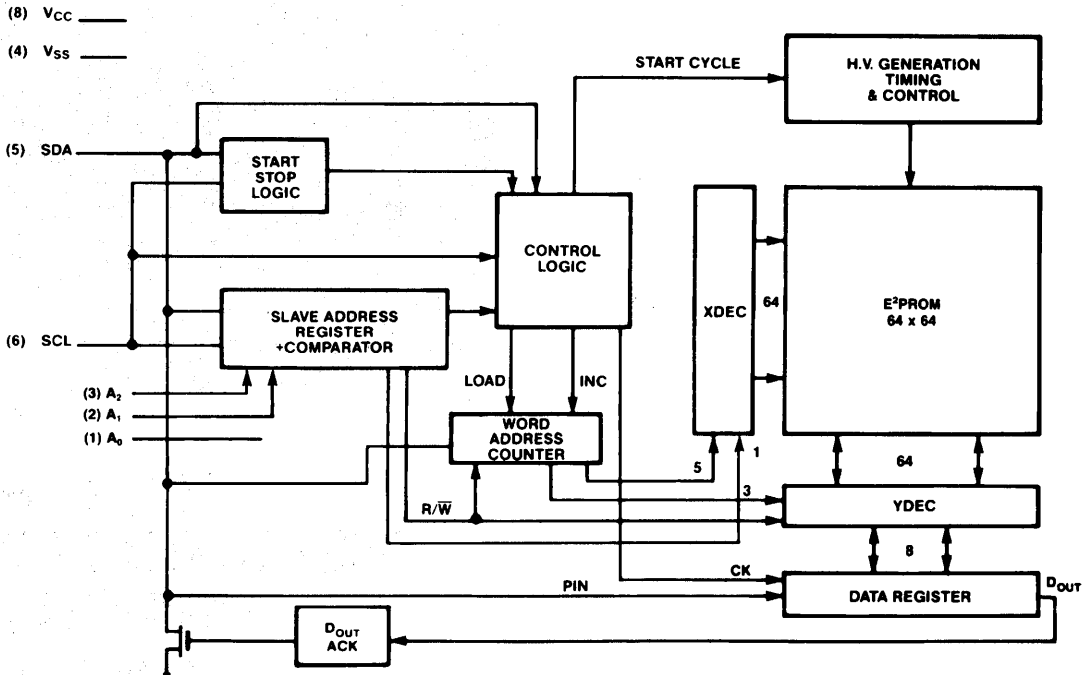 (8) VCC
(4) VSS
START CYCLE
H.V. GENERATION
TIMING
& CONTROL
(5) SDA
START
STOP
LOGIC
CONTROL
LOGIC
XDEC
64
E²PROM
64 x 64
SLAVE ADDRESS
REGISTER
+COMPARATOR
(6) SCL
(3) A₂
(2) A₁
(1) A₀
LOAD
INC
WORD
ADDRESS
COUNTER
5
1
64
3
R/W̅
YDEC
8
CK
PIN
DATA REGISTER
DOUT
DOUT
ACK